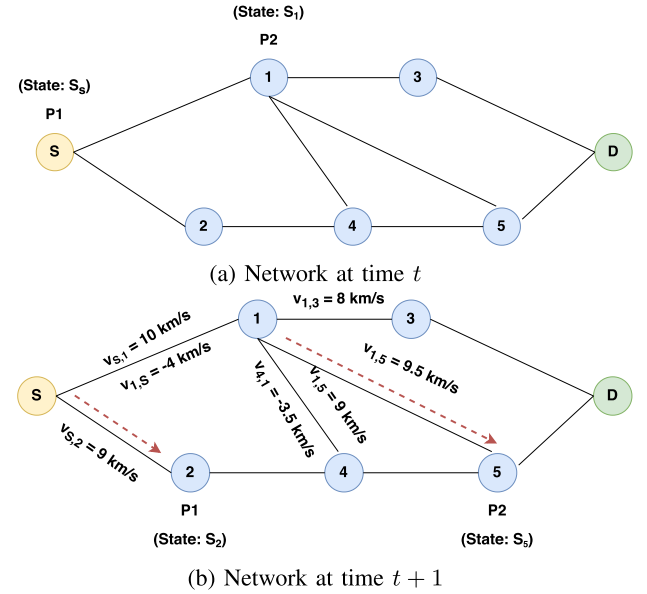 (State: S₁)
P2
(State: Sₛ)
P1
1
3
S
D
2
4
5
(a) Network at time t
v₁,₃ = 8 km/s
1
3
vS,1 = 10 km/s
v1,S = -4 km/s
v1,5 = 9.5 km/s
v4,1 = -3.5 km/s
v1,5 = 9 km/s
S
D
vS,2 = 9 km/s
2
4
5
P1
P2
(State: S₂)
(State: S₅)
(b) Network at time t + 1